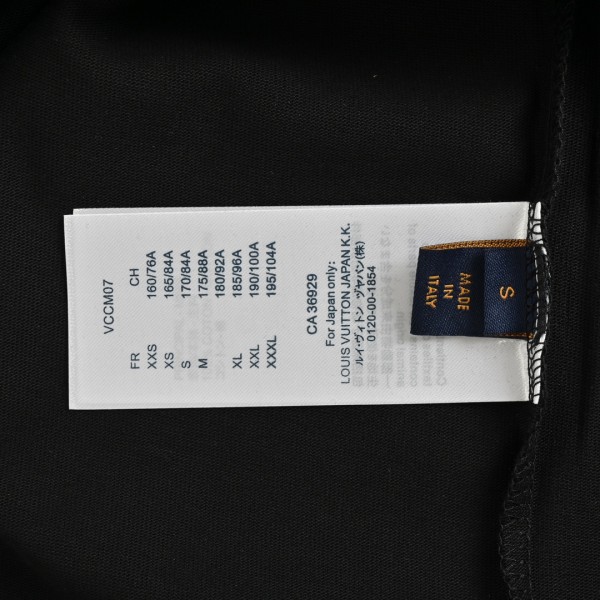 VCCM07
FR CH
XXS 160/76A
XS 165/84A
S 170/84A
M 175/88A
180/92A
XL 185/96A
XXL 190/100A
XXXL 195/104A
CA 36929
For Japan only:
LOUIS VUITTON JAPAN K.K.
ルイ・ヴィトン ジャパン(株)
0120-00-1854
MADE
IN
ITALY
S